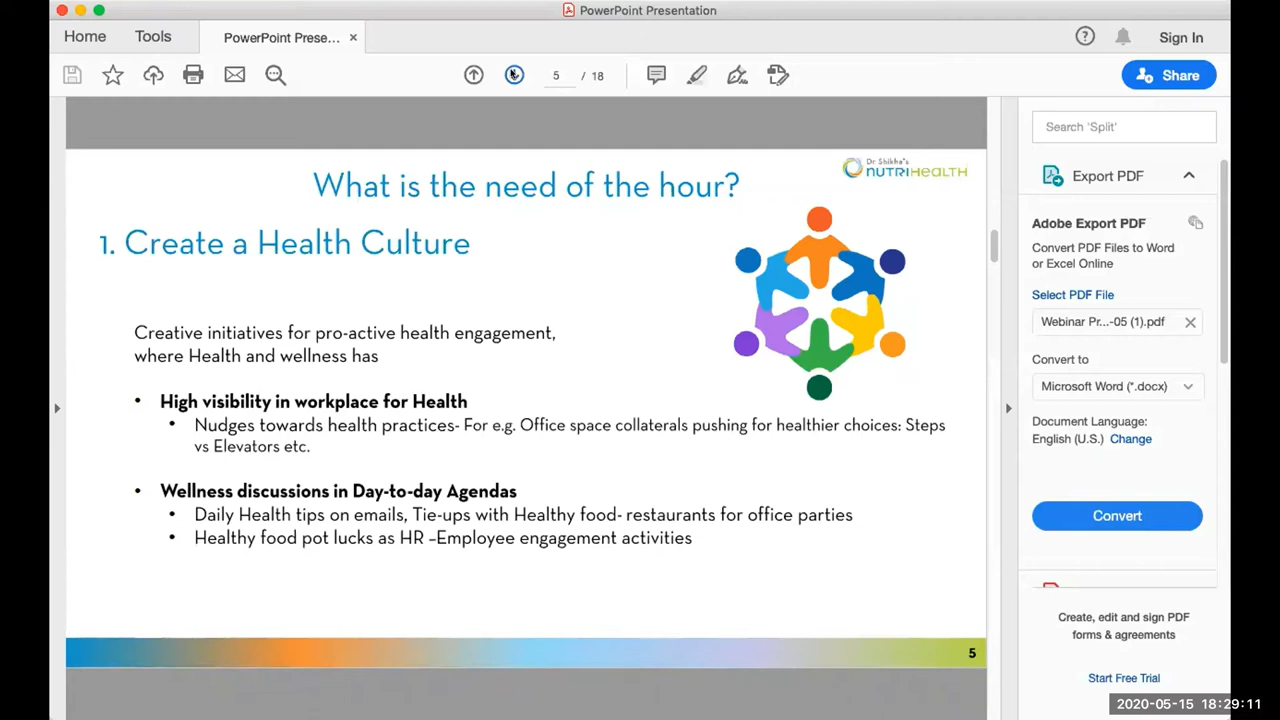 PowerPoint Presentation
Home
Tools
PowerPoint Prese... ×
Sign In
5 / 18
Share
What is the need of the hour?
Dr Shikha's
NUTRIHEALTH
1. Create a Health Culture
Creative initiatives for pro-active health engagement,
where Health and wellness has
• High visibility in workplace for Health
• Nudges towards health practices- For e.g. Office space collaterals pushing for healthier choices: Steps
vs Elevators etc.
• Wellness discussions in Day-to-day Agendas
• Daily Health tips on emails, Tie-ups with Healthy food- restaurants for office parties
• Healthy food pot lucks as HR –Employee engagement activities
5
Search 'Split'
Export PDF
Adobe Export PDF
Convert PDF Files to Word
or Excel Online
Select PDF File
Webinar Pr...-05 (1).pdf
Convert to
Microsoft Word (*.docx)
Document Language:
English (U.S.) Change
Convert
Create, edit and sign PDF
forms & agreements
Start Free Trial
2020-05-15 18:29:11